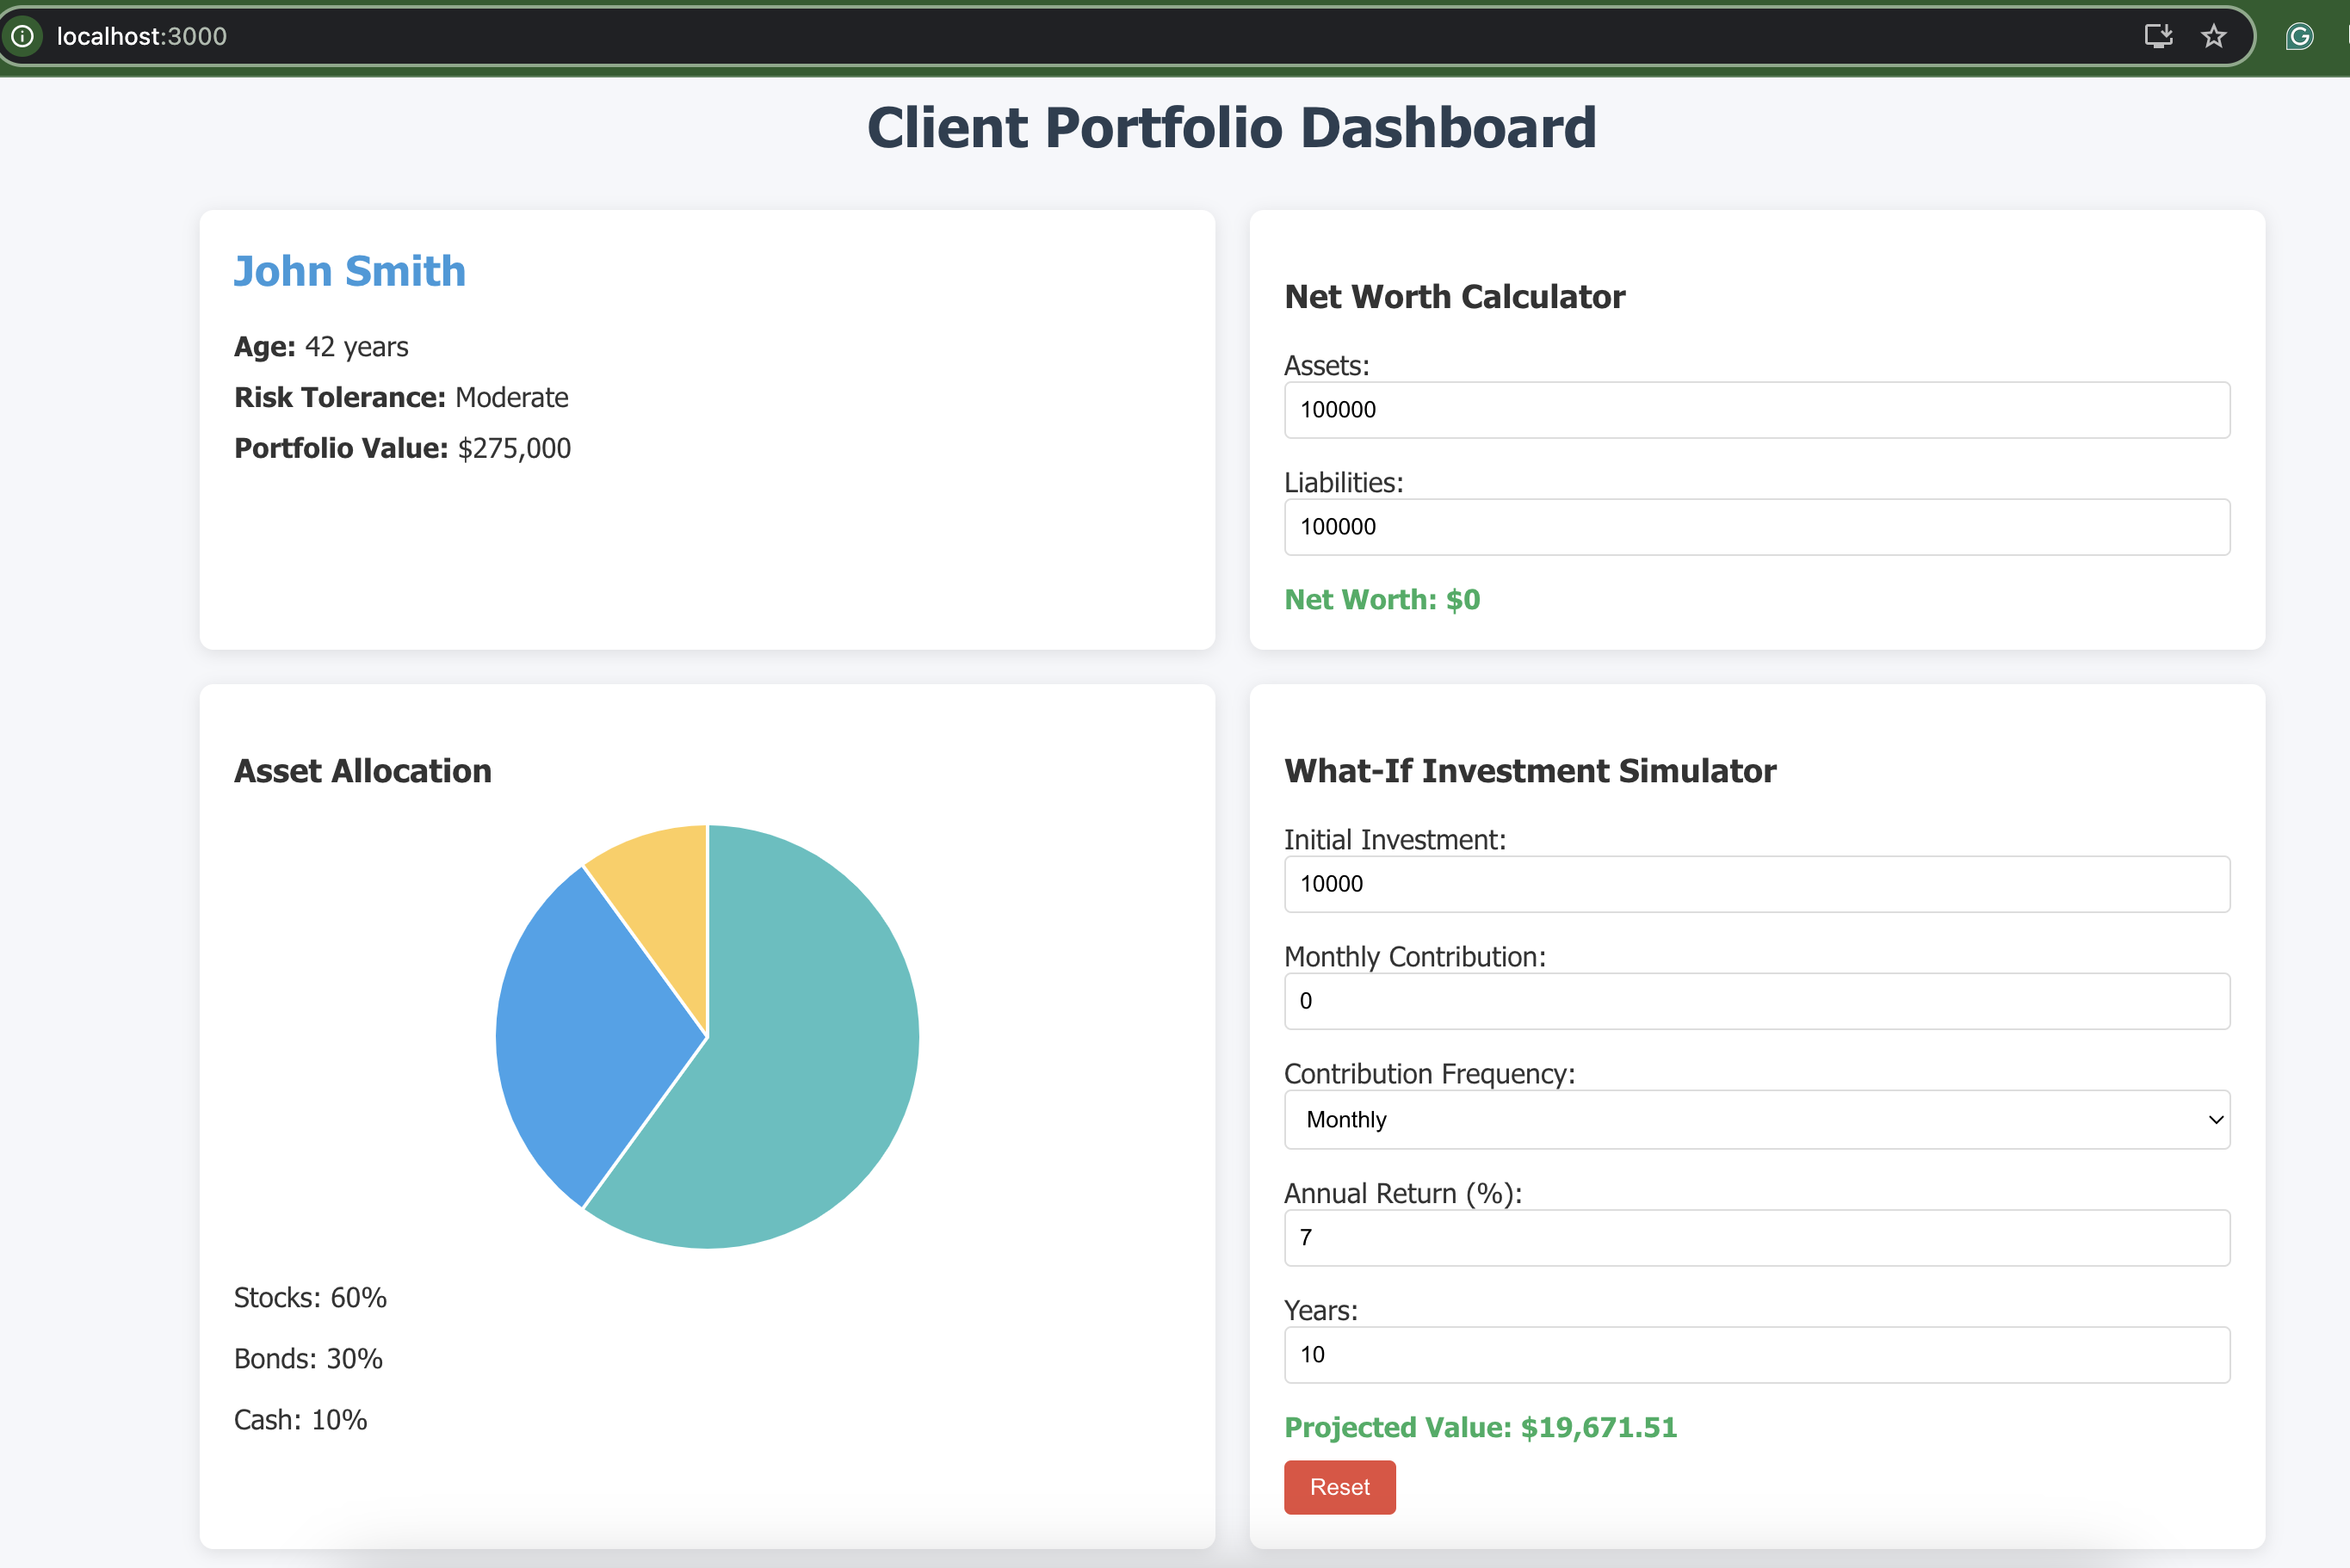 localhost:3000
Client Portfolio Dashboard
John Smith
Age: 42 years
Risk Tolerance: Moderate
Portfolio Value: $275,000
Net Worth Calculator
Assets:
100000
Liabilities:
100000
Net Worth: $0
Asset Allocation
Stocks: 60%
Bonds: 30%
Cash: 10%
What-If Investment Simulator
Initial Investment:
10000
Monthly Contribution:
0
Contribution Frequency:
Monthly
Annual Return (%):
7
Years:
10
Projected Value: $19,671.51
Reset